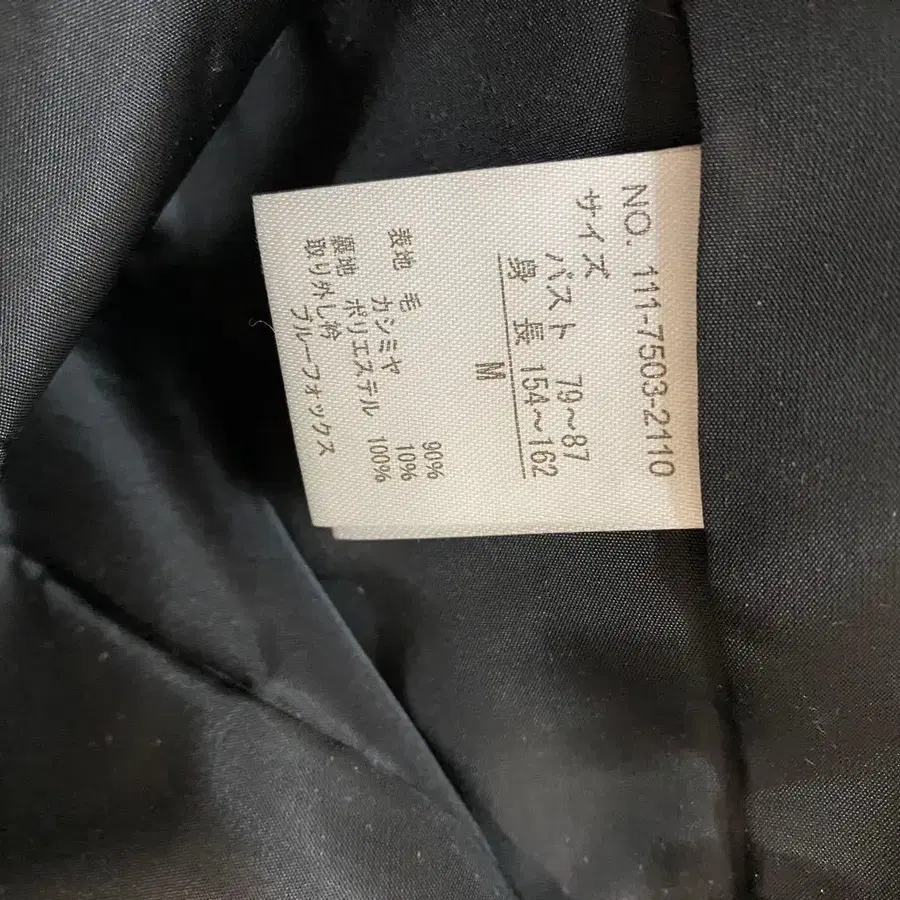 NO. 111-7503-2110
サイズ
バスト 79~87
身長 154~162
M
表地 毛 90%
カシミヤ 10%
裏地 ポリエステル 100%
取り外し衿
ブルーフォックス